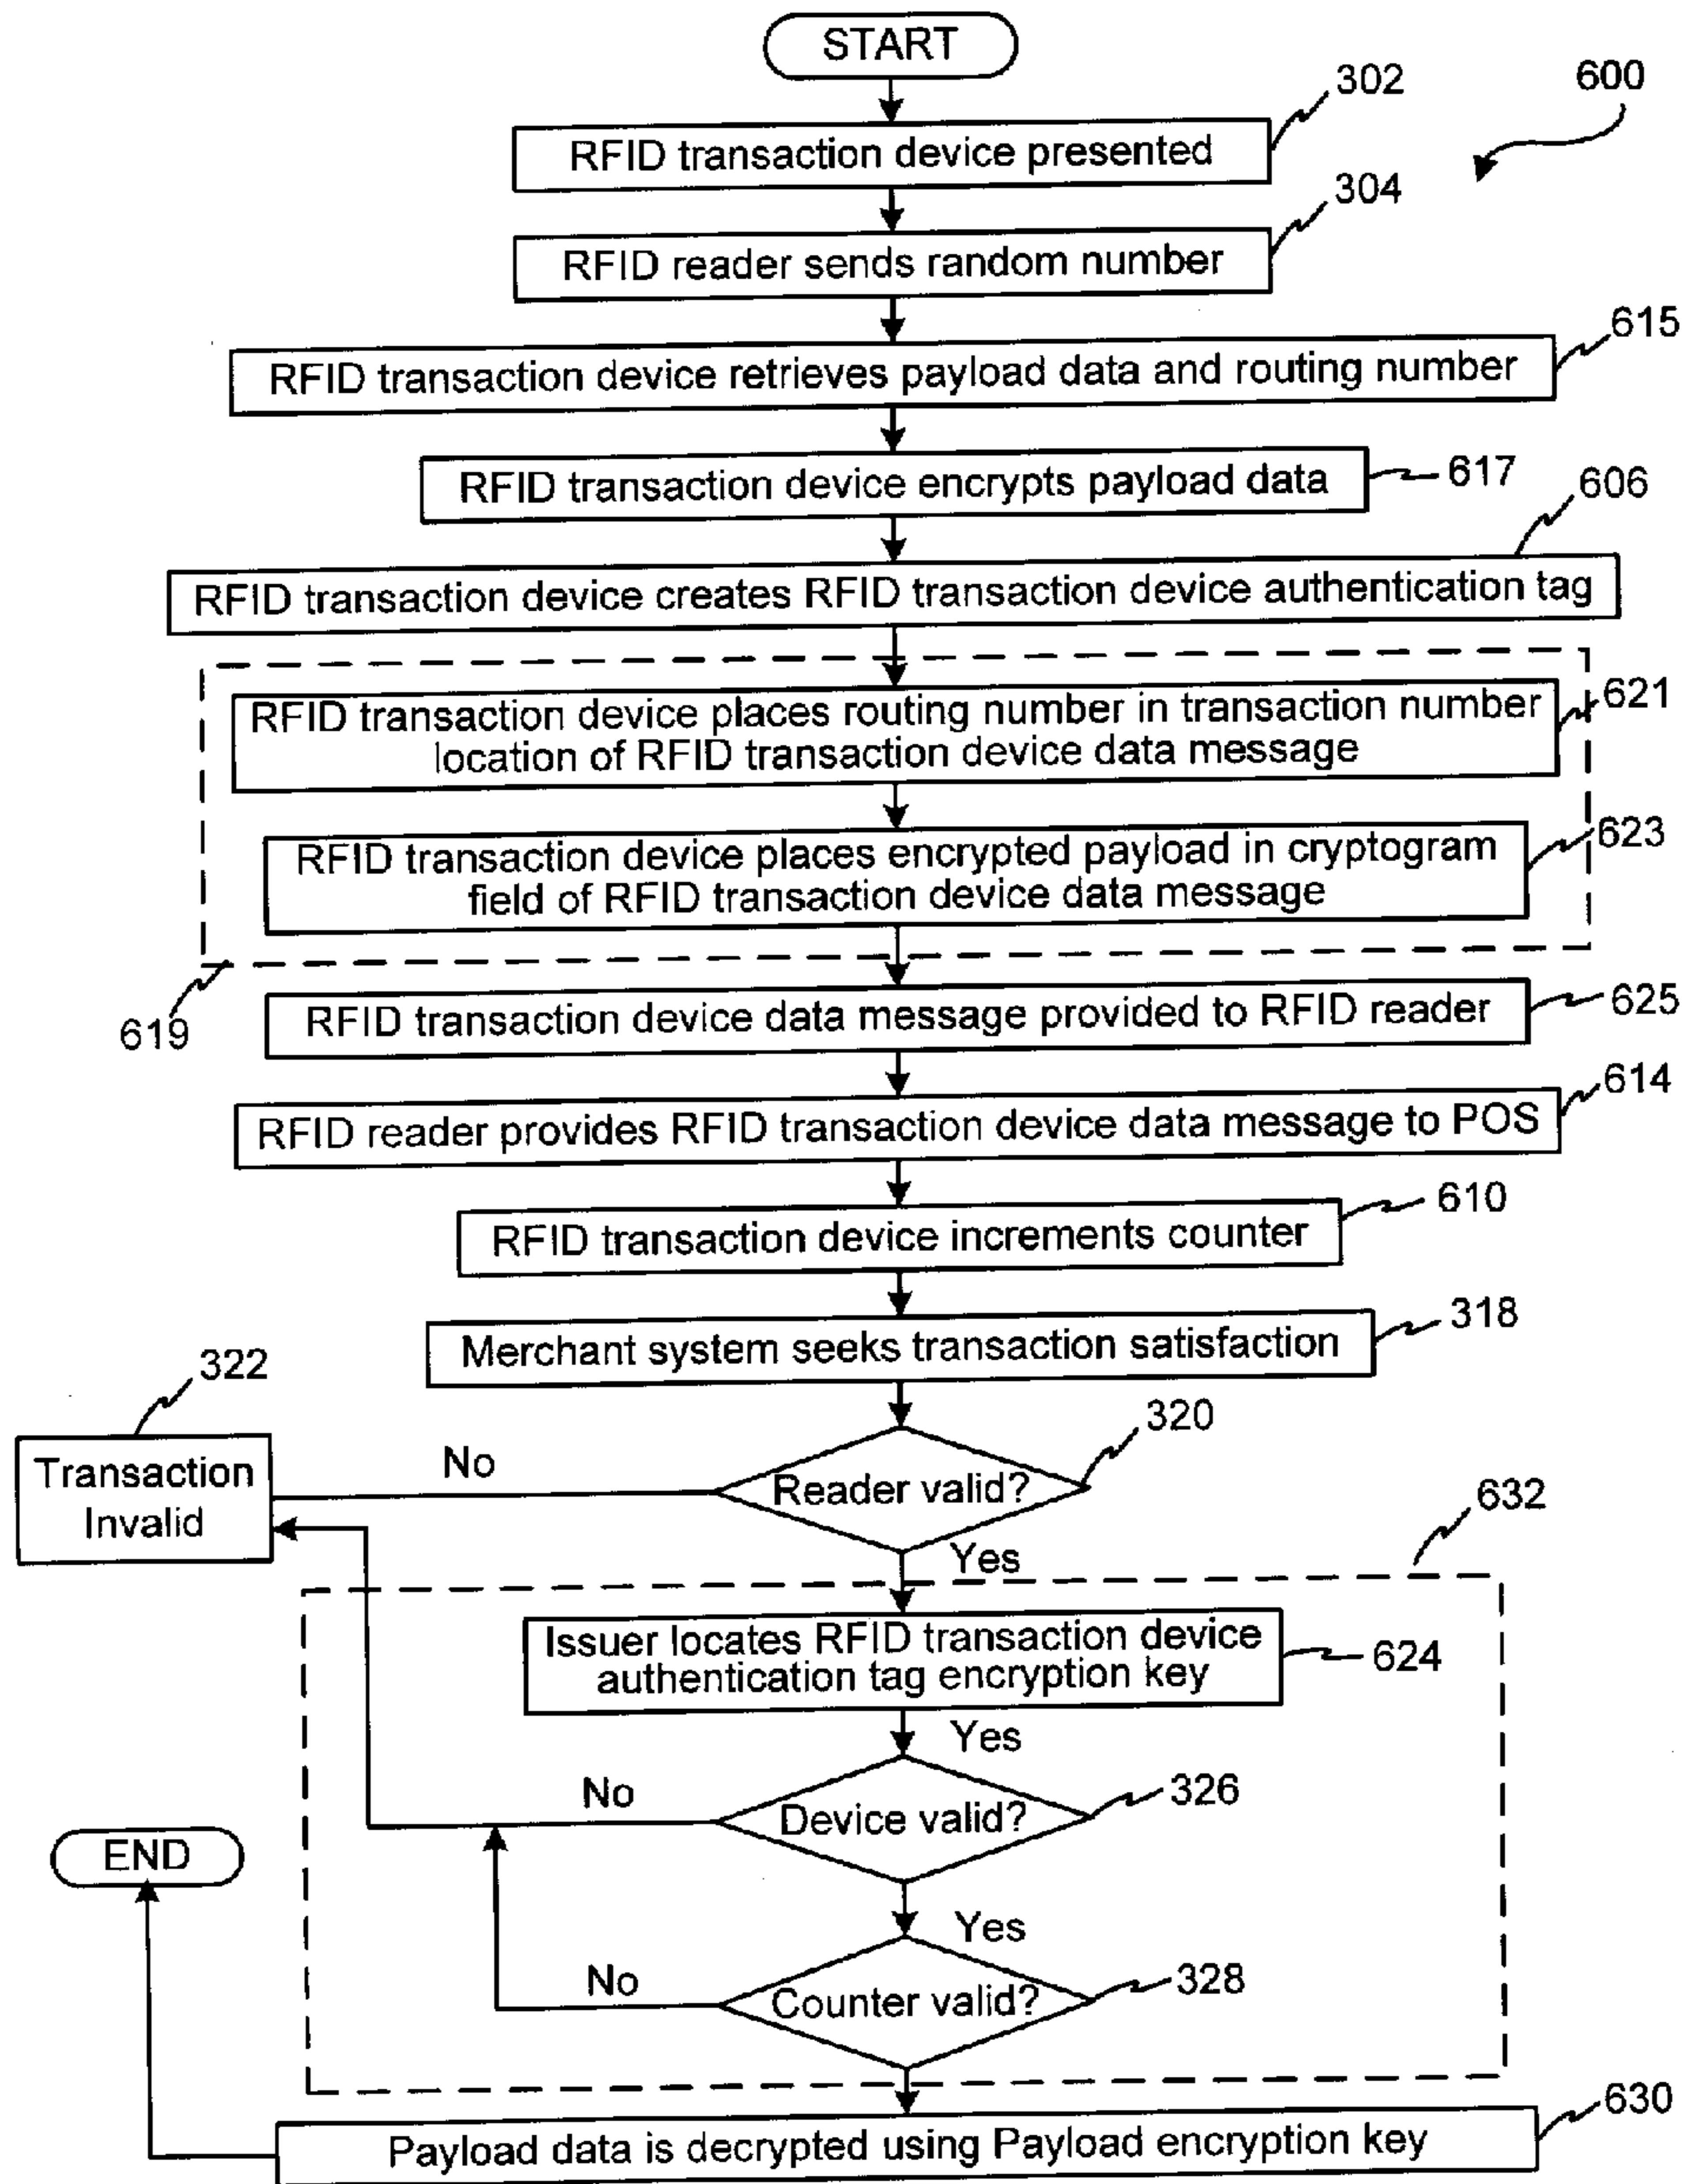 START
302
600
RFID transaction device presented
304
RFID reader sends random number
615
RFID transaction device retrieves payload data and routing number
RFID transaction device encrypts payload data
617
606
RFID transaction device creates RFID transaction device authentication tag
RFID transaction device places routing number in transaction number
location of RFID transaction device data message
621
RFID transaction device places encrypted payload in cryptogram
field of RFID transaction device data message
623
619
RFID transaction device data message provided to RFID reader
625
614
RFID reader provides RFID transaction device data message to POS
610
RFID transaction device increments counter
318
Merchant system seeks transaction satisfaction
322
320
Transaction
Invalid
No
Reader valid?
632
Yes
Issuer locates RFID transaction device
authentication tag encryption key
624
Yes
No
Device valid?
326
END
Yes
No
Counter valid?
328
630
Payload data is decrypted using Payload encryption key